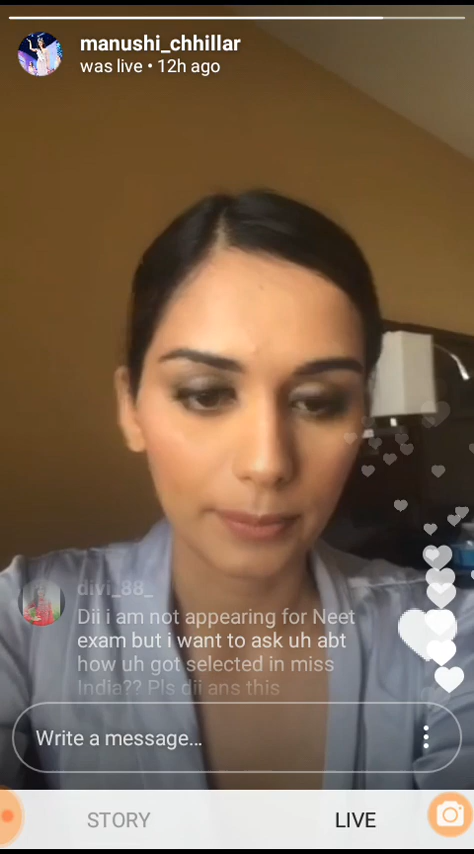 manushi_chhillar
was live • 12h ago
divi_88_
Dii i am not appearing for Neet
exam but i want to ask uh abt
how uh got selected in miss
India?? Pls dii ans this
Write a message...
STORY
LIVE